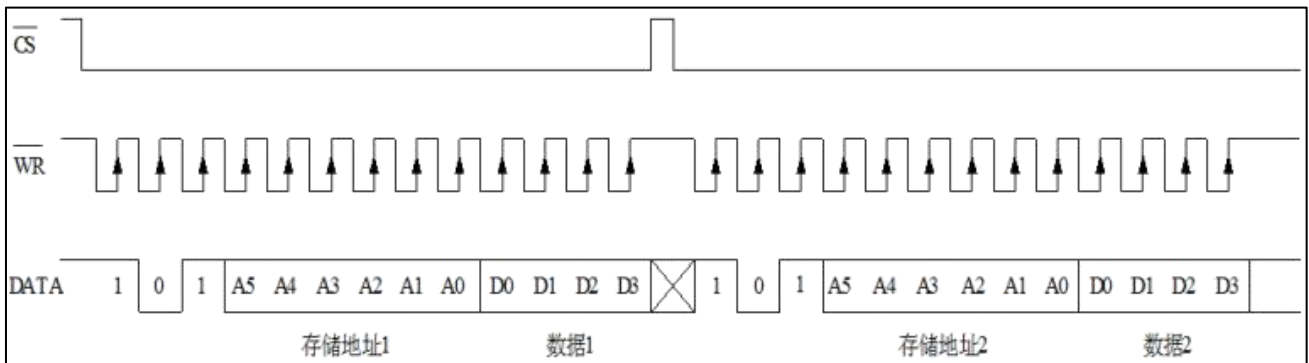 CS
WR
DATA 1 0 1 A5 A4 A3 A2 A1 A0 D0 D1 D2 D3 1 0 1 A5 A4 A3 A2 A1 A0 D0 D1 D2 D3
存储地址1 数据1 存储地址2 数据2